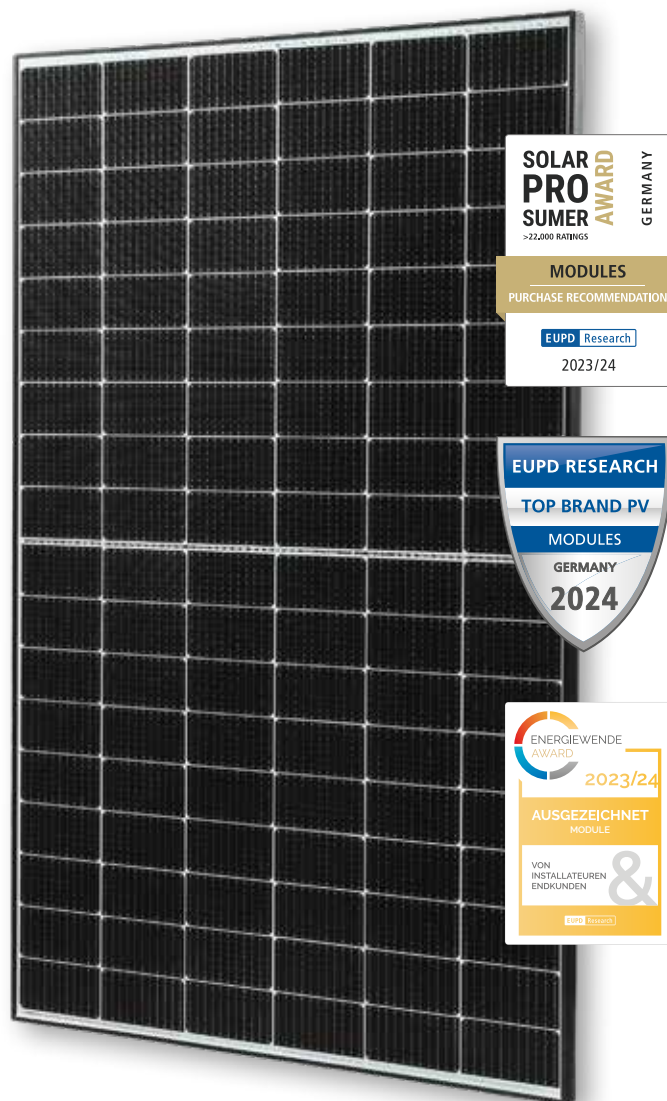 SOLAR
PRO
SUMER
>22.000 RATINGS
AWARD
GERMANY
MODULES
PURCHASE RECOMMENDATION
EUPD Research
2023/24
EUPD RESEARCH
TOP BRAND PV
MODULES
GERMANY
2024
ENERGIEWENDE
AWARD
2023/24
AUSGEZEICHNET
MODULE
VON
INSTALLATEUREN
ENDKUNDEN
&
EUPD Research